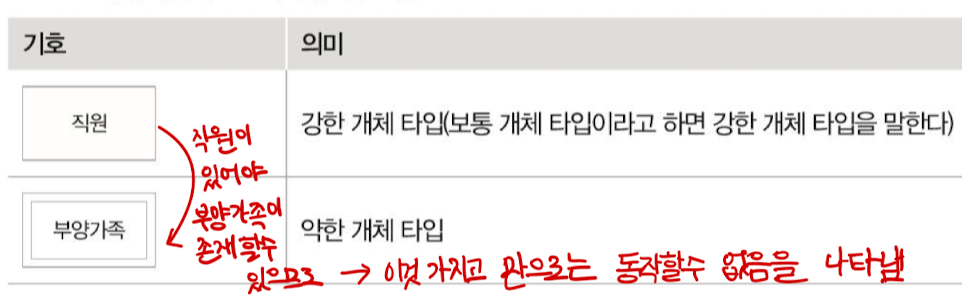 기호 의미
직원 강한 개체 타입(보통 개체 타입이라고 하면 강한 개체 타입을 말한다)
직원이
있어야
부양가족이
존재할수
있으므로 → 이것 가지고 만으로는 동작할수 없음을 나타냄
부양가족 약한 개체 타입